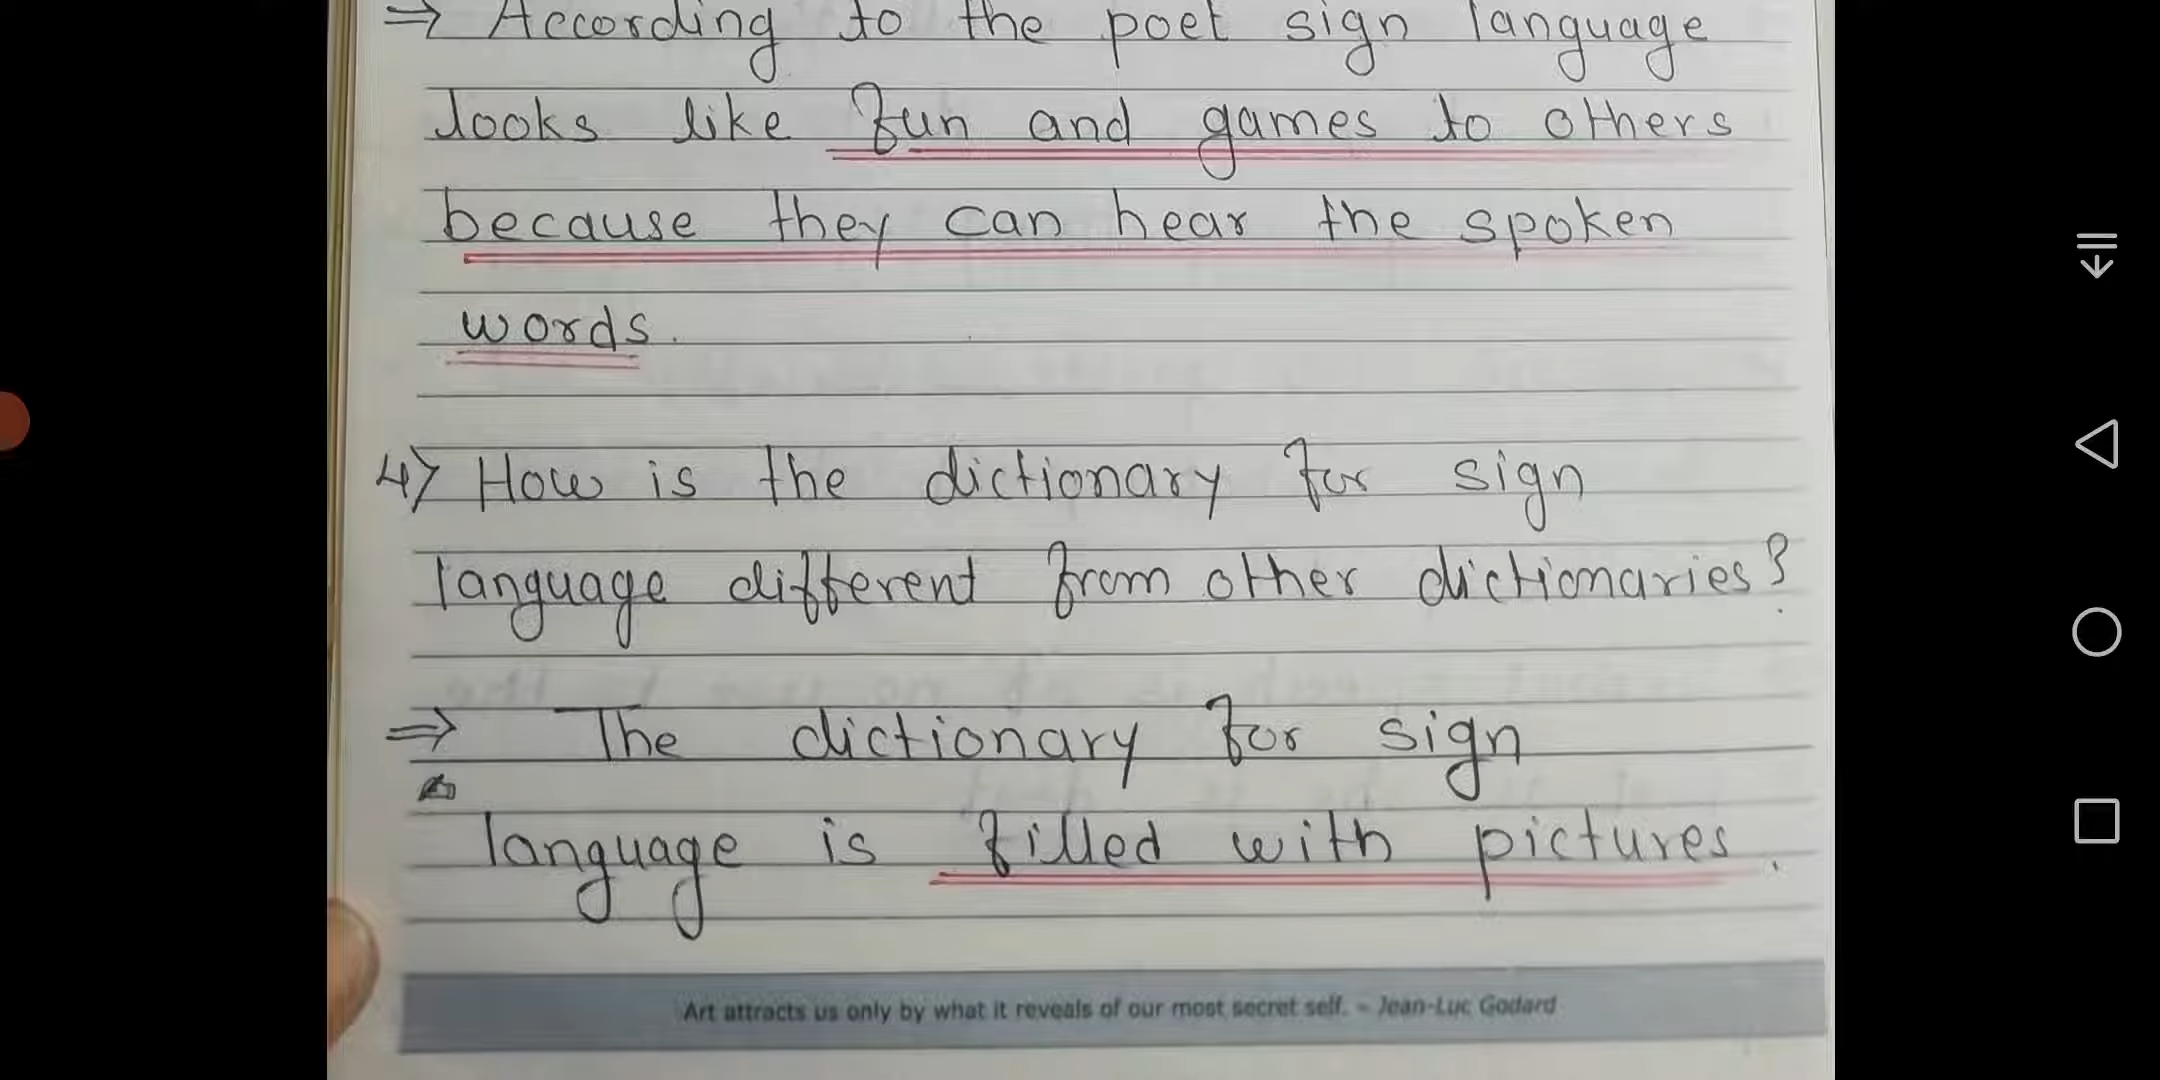 ⇒ According to the poet sign language
looks like fun and games to others
because they can hear the spoken
words.
4) How is the dictionary for sign
language different from other dictionaries?
⇒ The dictionary for sign
language is filled with pictures.
Art attracts us only by what it reveals of our most secret self. - Jean-Luc Godard